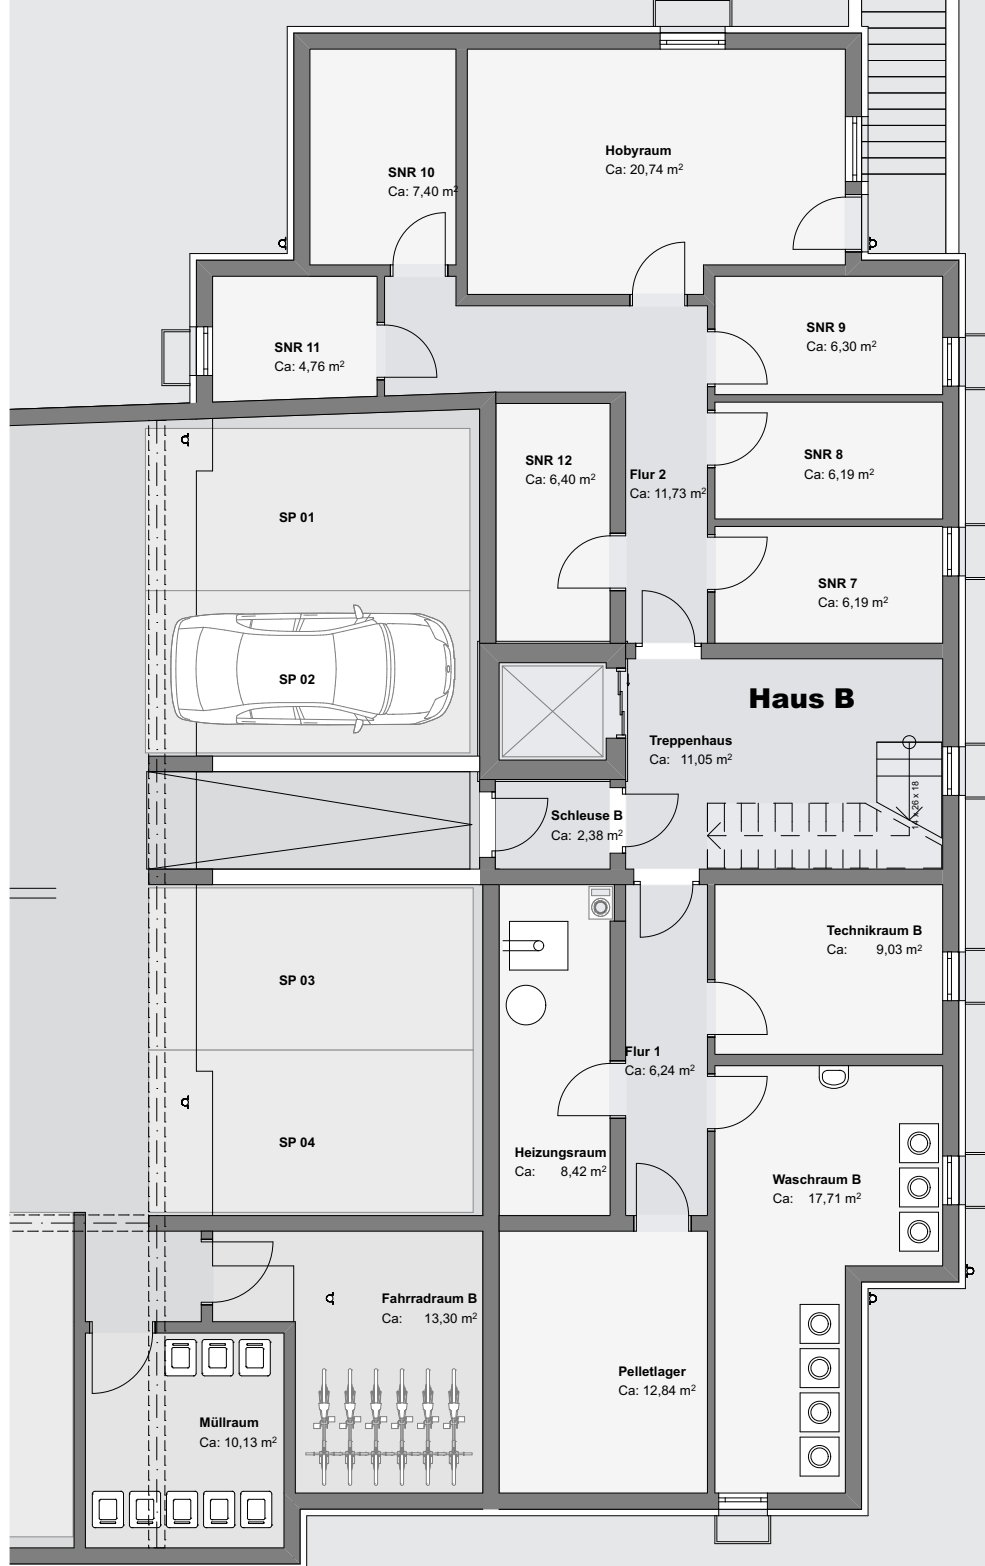 Hobyraum
Ca: 20,74 m²
SNR 10
Ca: 7,40 m²
SNR 9
Ca: 6,30 m²
SNR 11
Ca: 4,76 m²
SNR 12
Ca: 6,40 m²
SNR 8
Ca: 6,19 m²
Flur 2
Ca: 11,73 m²
SP 01
SNR 7
Ca: 6,19 m²
SP 02
Haus B
Treppenhaus
Ca: 11,05 m²
14 x 26 x 18
Schleuse B
Ca: 2,38 m²
Technikraum B
Ca: 9,03 m²
SP 03
Flur 1
Ca: 6,24 m²
SP 04
Heizungsraum
Ca: 8,42 m²
Waschraum B
Ca: 17,71 m²
Fahrradraum B
Ca: 13,30 m²
Pelletlager
Ca: 12,84 m²
Müllraum
Ca: 10,13 m²